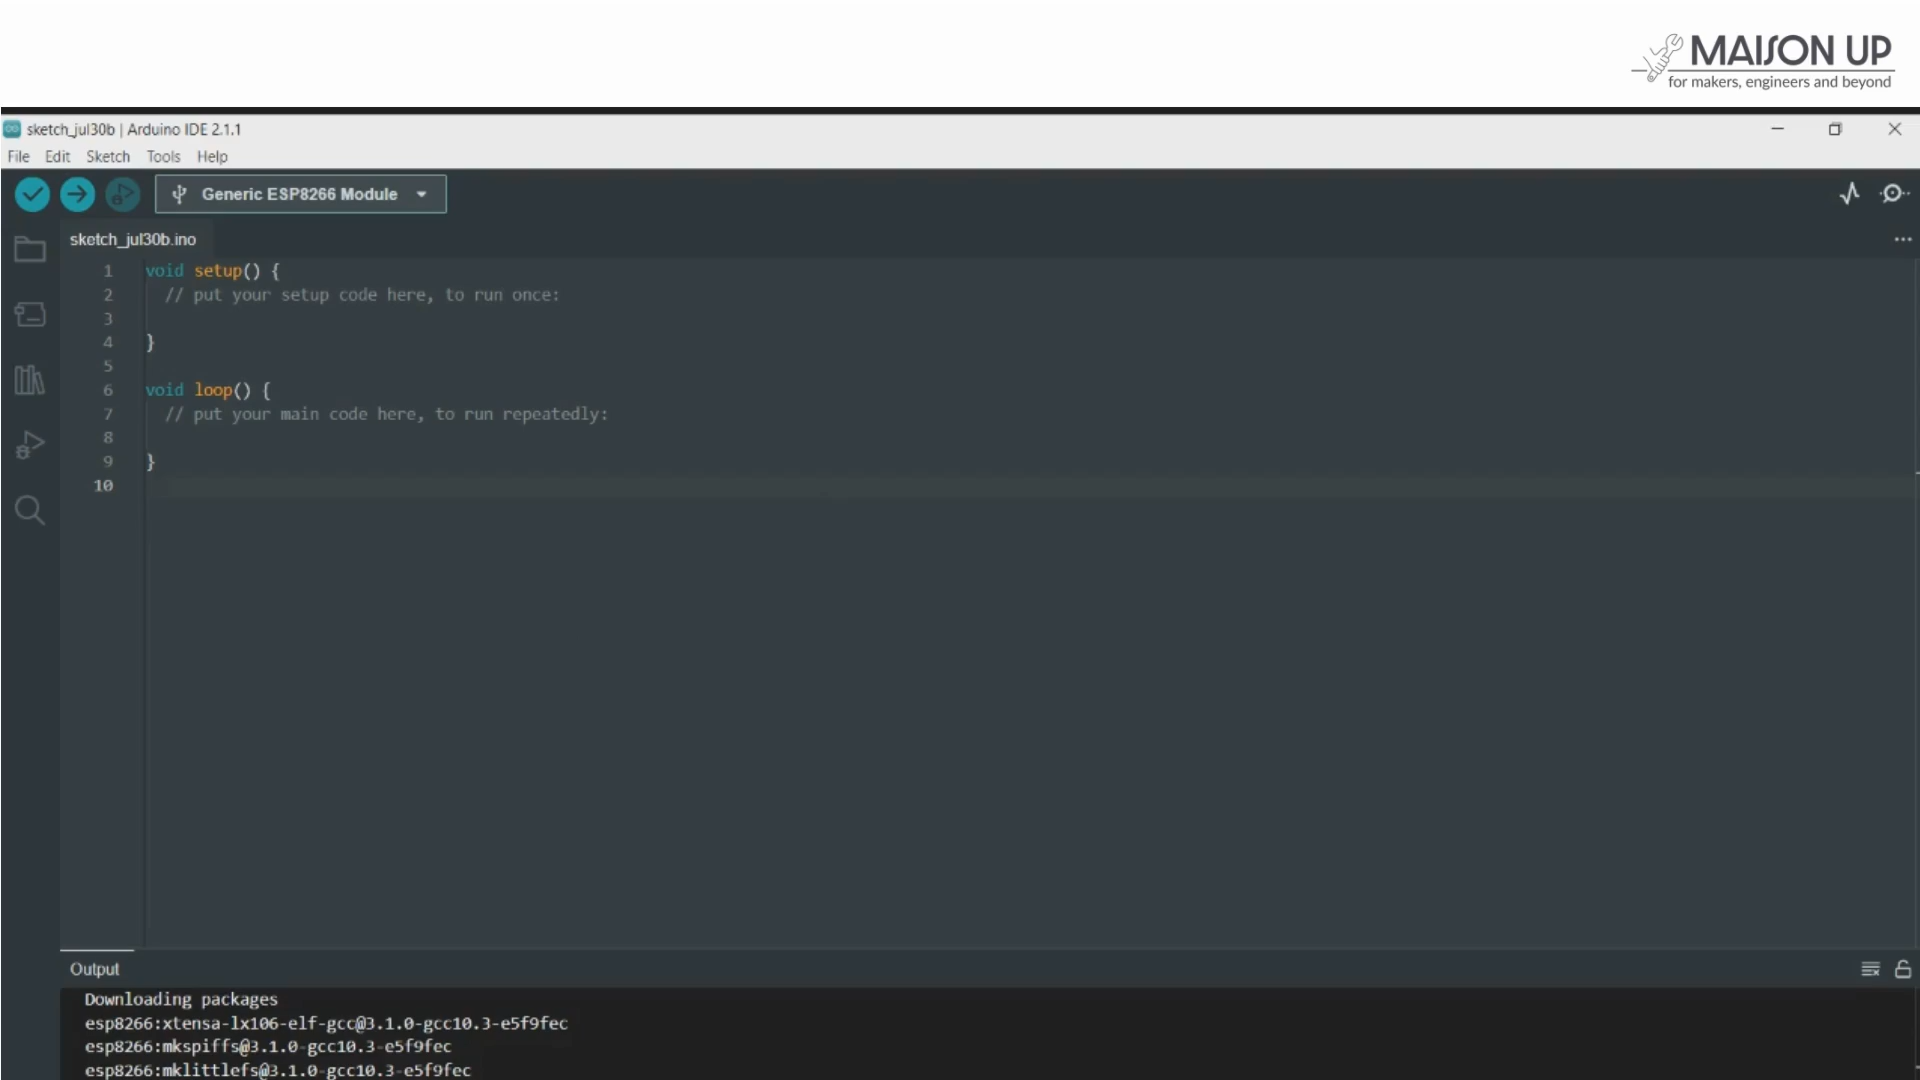 MAISON UP
for makers, engineers and beyond
sketch_jul30b | Arduino IDE 2.1.1
File Edit Sketch Tools Help
Generic ESP8266 Module
sketch_jul30b.ino
1 void setup() {
2 // put your setup code here, to run once:
3
4 }
5
6 void loop() {
7 // put your main code here, to run repeatedly:
8
9 }
10
Output
Downloading packages
esp8266:xtensa-lx106-elf-gcc@3.1.0-gcc10.3-e5f9fec
esp8266:mkspiffs@3.1.0-gcc10.3-e5f9fec
esp8266:mklittlefs@3.1.0-gcc10.3-e5f9fec